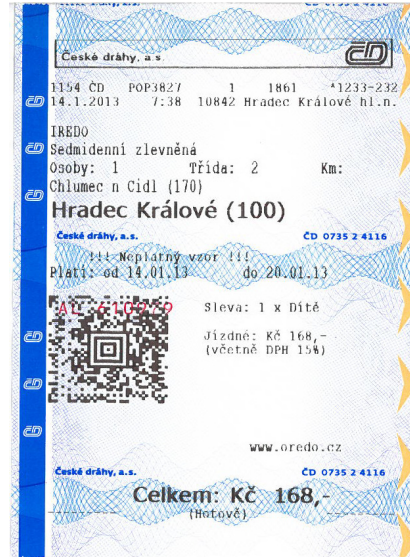 České dráhy, a.s.
1154 ČD POP3827 1 1861 *1233-232
14.1.2013 7:38 10842 Hradec Králové hl.n.
IREDO
Sedmidenní zlevněná
Osoby: 1 Třída: 2 Km:
Chlumec n Cidl (170)
Hradec Králové (100)
České dráhy, a.s. ČD 0735 2 4116
!!! Neplatný vzor !!!
Platí: od 14.01.13 do 20.01.13
Sleva: 1 x Dítě
Jízdné: Kč 168,-
(včetně DPH 15%)
www.oredo.cz
České dráhy, a.s. ČD 0735 2 4116
Celkem: Kč 168,-
(Hotově)